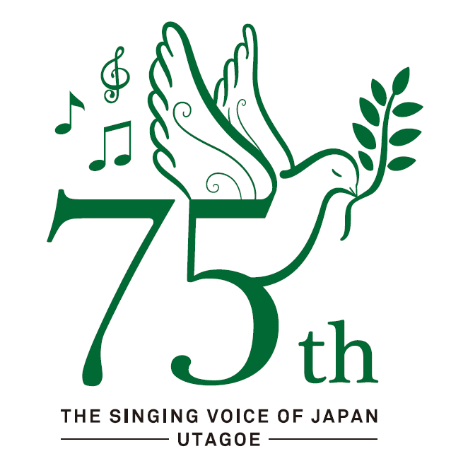 75th
THE SINGING VOICE OF JAPAN
UTAGOE